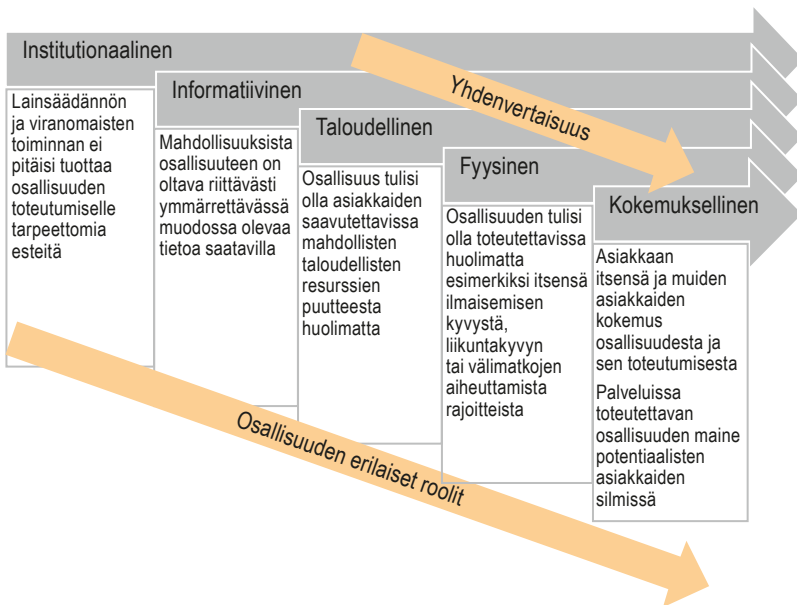 Institutionaalinen
Lainsäädännön
ja viranomaisten
toiminnan ei
pitäisi tuottaa
osallisuuden
toteutumiselle
tarpeettomia
esteitä
Informatiivinen
Mahdollisuuksista
osallisuuteen on
oltava riittävästi
ymmärrettävässä
muodossa olevaa
tietoa saatavilla
Taloudellinen
Osallisuus tulisi
olla asiakkaiden
saavutettavissa
mahdollisten
taloudellisten
resurssien
puutteesta
huolimatta
Fyysinen
Osallisuuden tulisi
olla toteutettavissa
huolimatta
esimerkiksi itsensä
ilmaisemisen
kyvystä,
liikuntakyvyn
tai välimatkojen
aiheuttamista
rajoitteista
Kokemuksellinen
Asiakkaan
itsensä ja muiden
asiakkaiden
kokemus
osallisuudesta ja
sen toteutumisesta
Palveluissa
toteutettavan
osallisuuden maine
potentiaalisten
asiakkaiden
silmissä
Yhdenvertaisuus
Osallisuuden erilaiset roolit